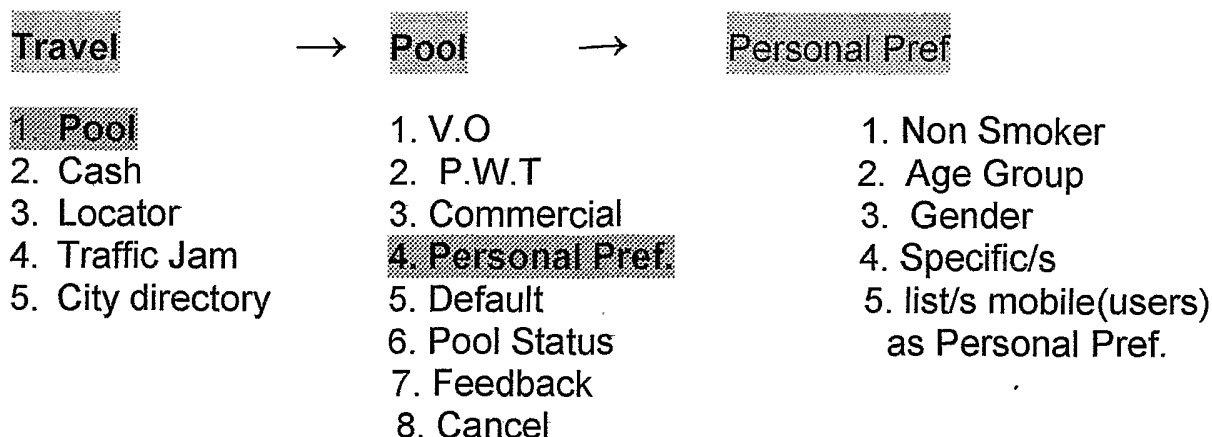 Travel → Pool → Personal Pref
1. Pool
2. Cash
3. Locator
4. Traffic Jam
5. City directory
1. V.O
2. P.W.T
3. Commercial
4. Personal Pref.
5. Default
6. Pool Status
7. Feedback
8. Cancel
1. Non Smoker
2. Age Group
3. Gender
4. Specific/s
5. list/s mobile(users)
as Personal Pref.